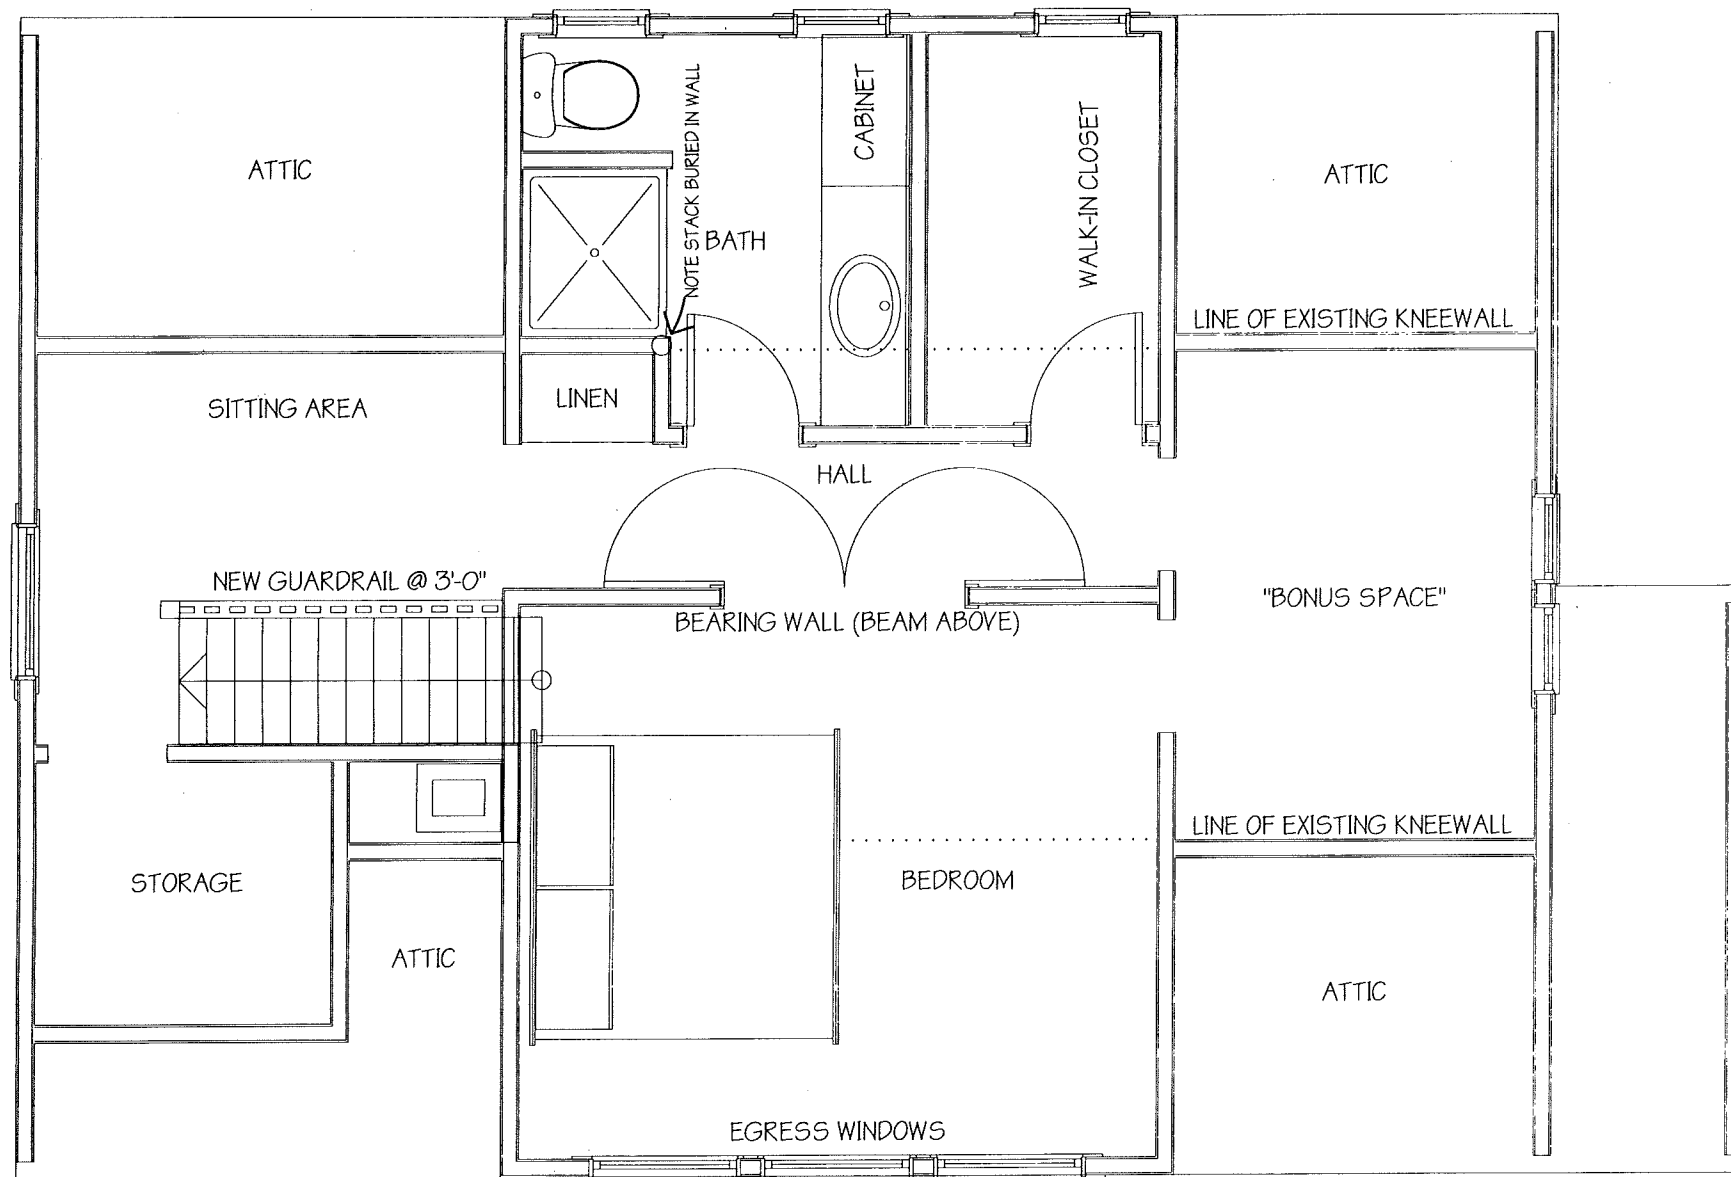 ATTIC
NOTE STACK BURIED IN WALL
CABINET
WALK-IN CLOSET
ATTIC
BATH
LINE OF EXISTING KNEEWALL
SITTING AREA
LINEN
HALL
NEW GUARDRAIL @ 3'-0"
BEARING WALL (BEAM ABOVE)
"BONUS SPACE"
LINE OF EXISTING KNEEWALL
STORAGE
BEDROOM
ATTIC
ATTIC
EGRESS WINDOWS